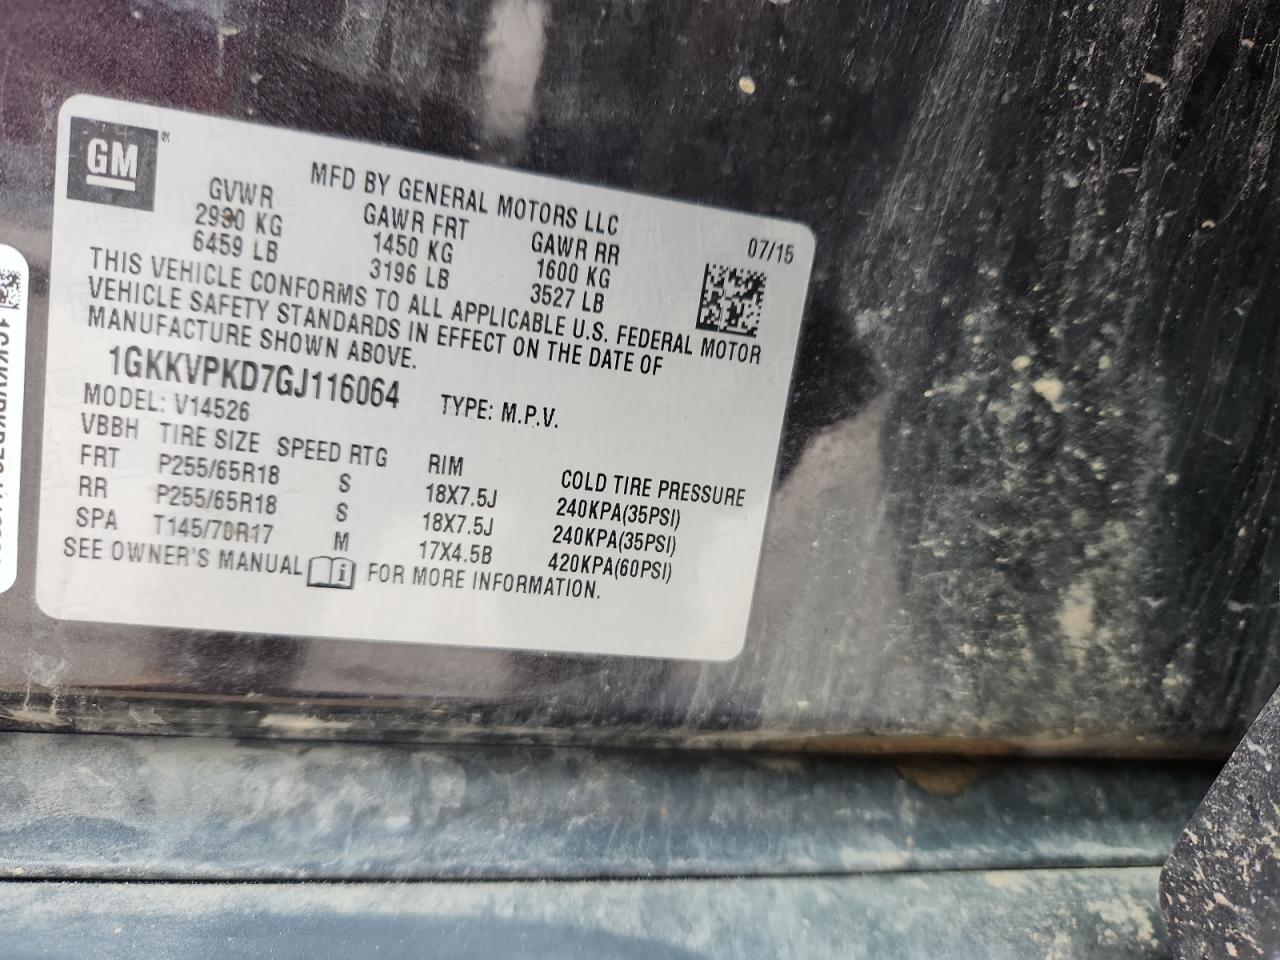 GM
MFD BY GENERAL MOTORS LLC
07/15
GVWR GAWR FRT GAWR RR
2930 KG 1450 KG 1600 KG
6459 LB 3196 LB 3527 LB
THIS VEHICLE CONFORMS TO ALL APPLICABLE U.S. FEDERAL MOTOR
VEHICLE SAFETY STANDARDS IN EFFECT ON THE DATE OF
MANUFACTURE SHOWN ABOVE.
1GKKVPKD7GJ116064 TYPE: M.P.V.
MODEL: V14526
VBBH TIRE SIZE SPEED RTG RIM COLD TIRE PRESSURE
FRT P255/65R18 S 18X7.5J 240KPA(35PSI)
RR P255/65R18 S 18X7.5J 240KPA(35PSI)
SPA T145/70R17 M 17X4.5B 420KPA(60PSI)
SEE OWNER'S MANUAL i FOR MORE INFORMATION.